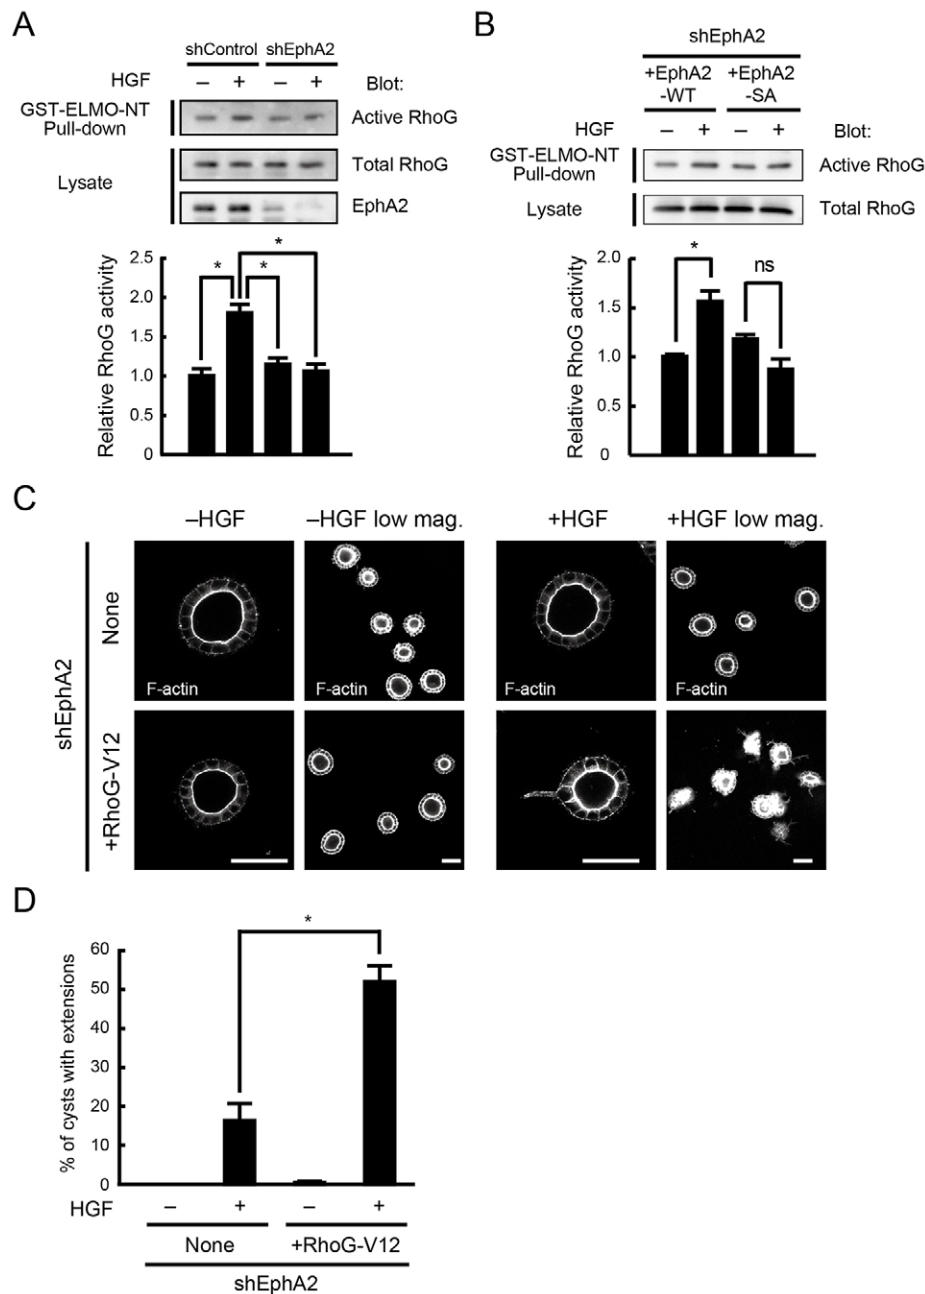 A
shControl shEphA2
HGF – + – + Blot:
GST-ELMO-NT
Pull-down
Active RhoG
Lysate
Total RhoG
EphA2
Relative RhoG activity
2.5
2.0
1.5
1.0
0.5
0
* * *
B
shEphA2
+EphA2
-WT
+EphA2
-SA
HGF – + – + Blot:
GST-ELMO-NT
Pull-down
Active RhoG
Lysate
Total RhoG
Relative RhoG activity
2.0
1.5
1.0
1.5
0
* ns
C
–HGF –HGF low mag. +HGF +HGF low mag.
shEphA2
None
F-actin F-actin F-actin F-actin
+RhoG-V12
D
% of cysts with extensions
60
50
40
30
20
10
0
*
HGF – + – +
None +RhoG-V12
shEphA2